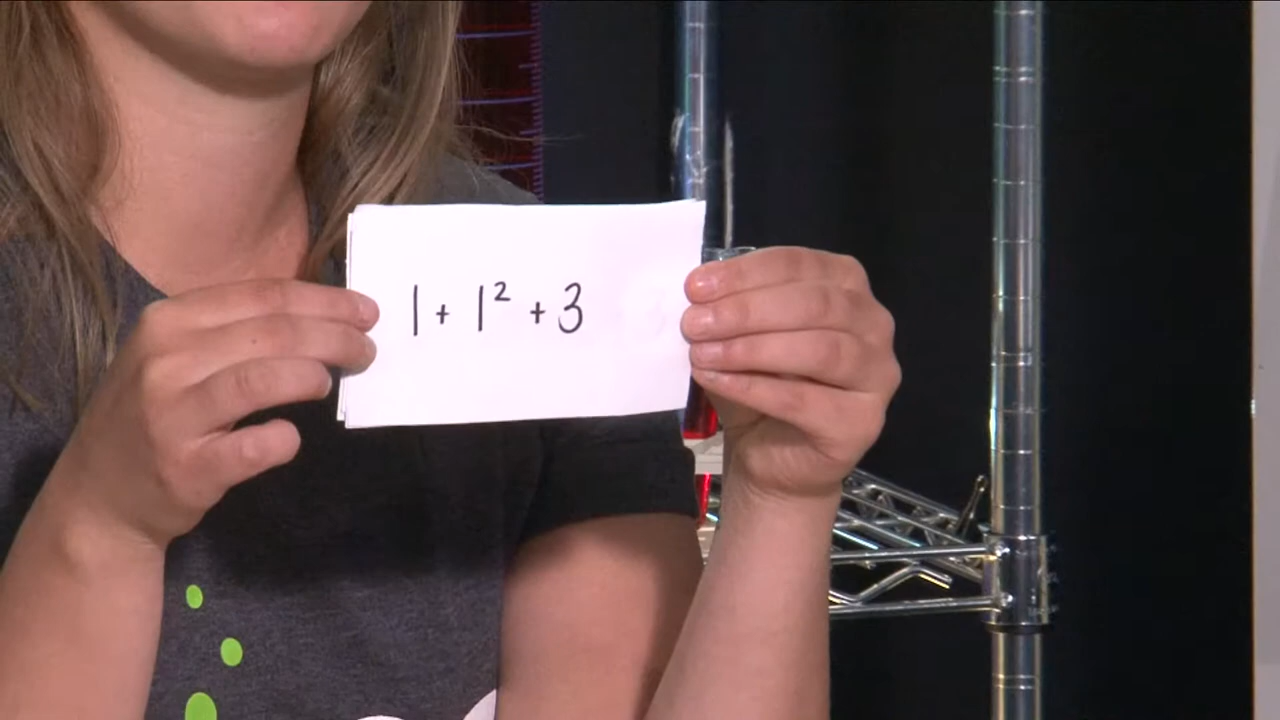 1 + 1² + 3